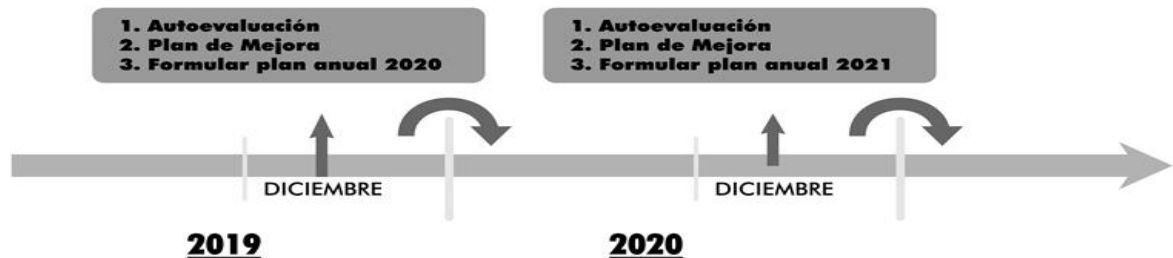 1. Autoevaluación
2. Plan de Mejora
3. Formular plan anual 2020
1. Autoevaluación
2. Plan de Mejora
3. Formular plan anual 2021
DICIEMBRE
DICIEMBRE
2019
2020